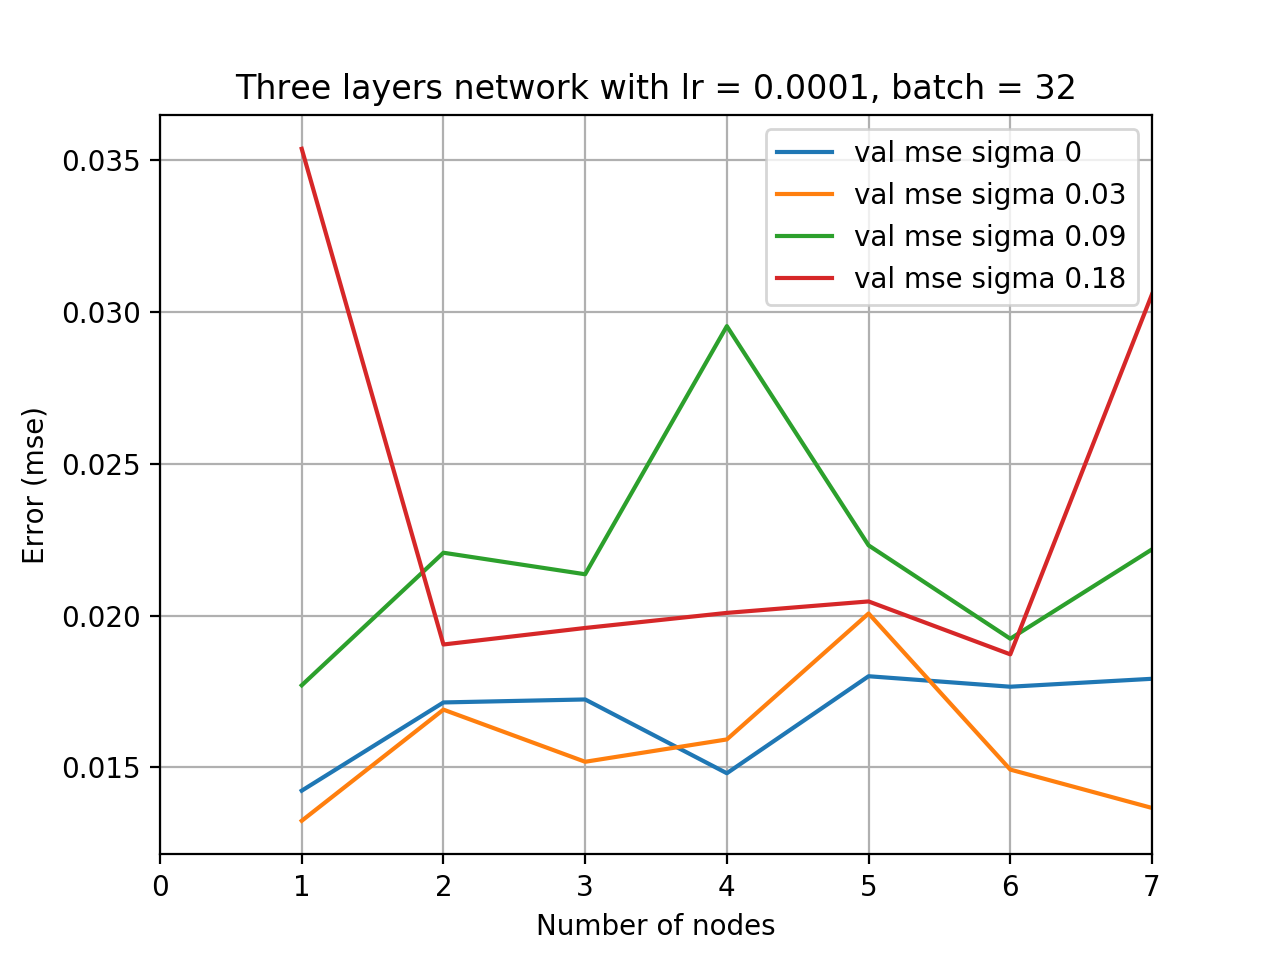 Three layers network with lr = 0.0001, batch = 32
val mse sigma 0
val mse sigma 0.03
val mse sigma 0.09
val mse sigma 0.18
0.035
0.030
0.025
0.020
0.015
Error (mse)
0 1 2 3 4 5 6 7
Number of nodes